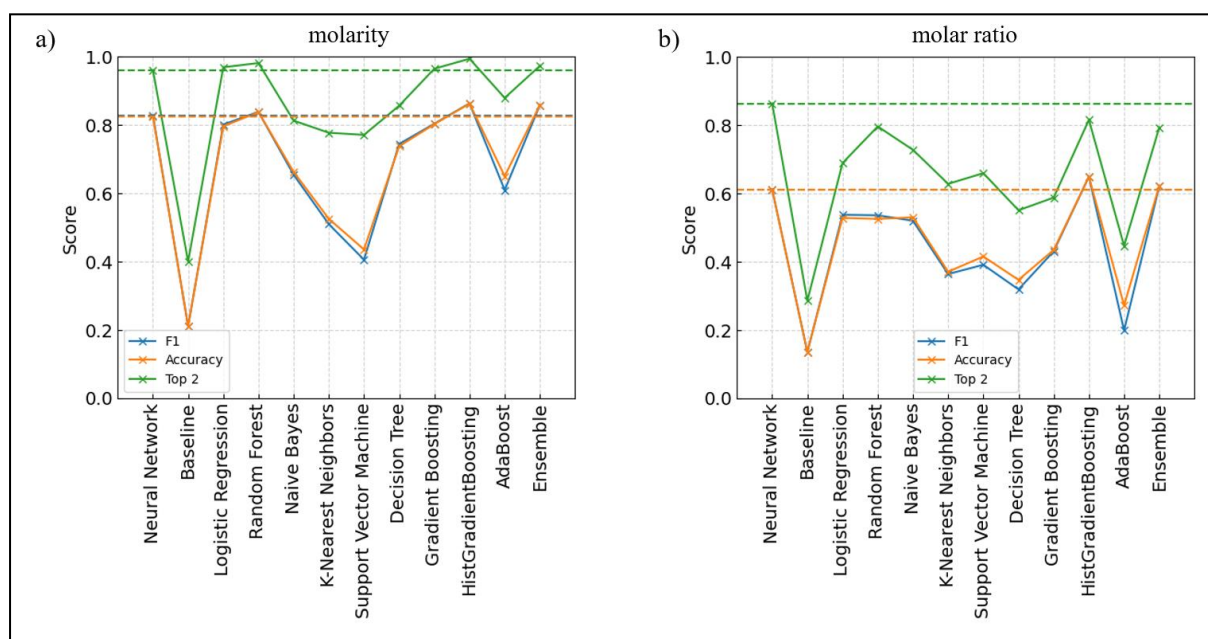 a)
molarity
1.0
0.8
0.6
0.4
0.2
0.0
Score
F1
Accuracy
Top 2
Neural Network
Baseline
Logistic Regression
Random Forest
Naive Bayes
K-Nearest Neighbors
Support Vector Machine
Decision Tree
Gradient Boosting
HistGradientBoosting
AdaBoost
Ensemble
b)
molar ratio
1.0
0.8
0.6
0.4
0.2
0.0
Score
F1
Accuracy
Top 2
Neural Network
Baseline
Logistic Regression
Random Forest
Naive Bayes
K-Nearest Neighbors
Support Vector Machine
Decision Tree
Gradient Boosting
HistGradientBoosting
AdaBoost
Ensemble